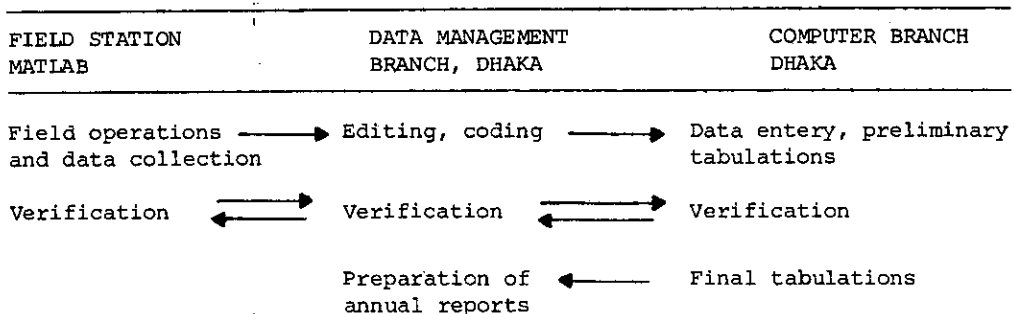 FIELD STATION DATA MANAGEMENT COMPUTER BRANCH
MATLAB BRANCH, DHAKA DHAKA
Field operations Editing, coding Data entery, preliminary
and data collection tabulations
Verification Verification Verification
Preparation of Final tabulations
annual reports